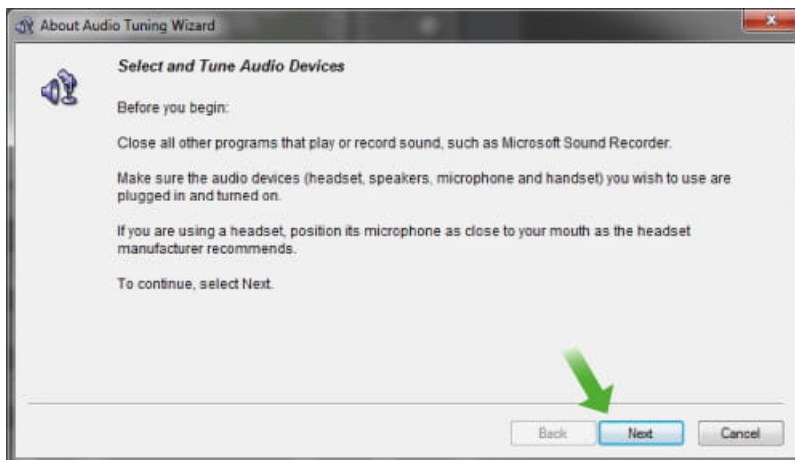 About Audio Tuning Wizard
Select and Tune Audio Devices
Before you begin:
Close all other programs that play or record sound, such as Microsoft Sound Recorder.
Make sure the audio devices (headset, speakers, microphone and handset) you wish to use are
plugged in and turned on.
If you are using a headset, position its microphone as close to your mouth as the headset
manufacturer recommends.
To continue, select Next.
Back Next Cancel